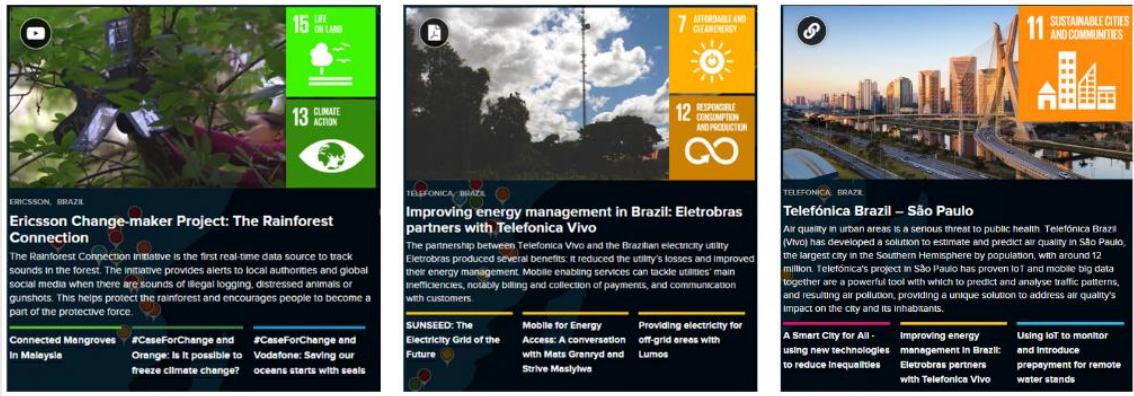 15 LIFE
ON LAND
13 CLIMATE
ACTION
ERICSSON, BRAZIL
Ericsson Change-maker Project: The Rainforest
Connection
The Rainforest Connection initiative is the first real-time data source to track
sounds in the forest. The initiative provides alerts to local authorities and global
social media when there are sounds of illegal logging, distressed animals or
gunshots. This helps protect the rainforest and encourages people to become a
part of the protective force.
Connected Mangroves
in Malaysia
#CaseForChange and
Orange: Is it possible to
freeze climate change?
#CaseForChange and
Vodafone: Saving our
oceans starts with seals
7 AFFORDABLE AND
CLEAN ENERGY
12 RESPONSIBLE
CONSUMPTION
AND PRODUCTION
TELEFONICA, BRAZIL
Improving energy management in Brazil: Eletrobras
partners with Telefonica Vivo
The partnership between Telefonica Vivo and the Brazilian electricity utility
Eletrobras produced several benefits: it reduced the utility's losses and improved
their energy management. Mobile enabling services can tackle utilities' main
inefficiencies, notably billing and collection of payments, and communication
with customers.
SUNSEED: The
Electricity Grid of the
Future
Mobile for Energy
Access: A conversation
with Mats Granryd and
Strive Masiyiwa
Providing electricity for
off-grid areas with
Lumos
11 SUSTAINABLE CITIES
AND COMMUNITIES
TELEFONICA, BRAZIL
Telefónica Brazil – São Paulo
Air quality in urban areas is a serious threat to public health. Telefónica Brazil
(Vivo) has developed a solution to estimate and predict air quality in São Paulo,
the largest city in the Southern Hemisphere by population, with around 12
million. Telefónica's project in São Paulo has proven IoT and mobile big data
together are a powerful tool with which to predict and analyse traffic patterns,
and resulting air pollution, providing a unique solution to address air quality's
impact on the city and its inhabitants.
A Smart City for All -
using new technologies
to reduce inequalities
Improving energy
management in Brazil:
Eletrobras partners
with Telefonica Vivo
Using IoT to monitor
and introduce
prepayment for remote
water stands